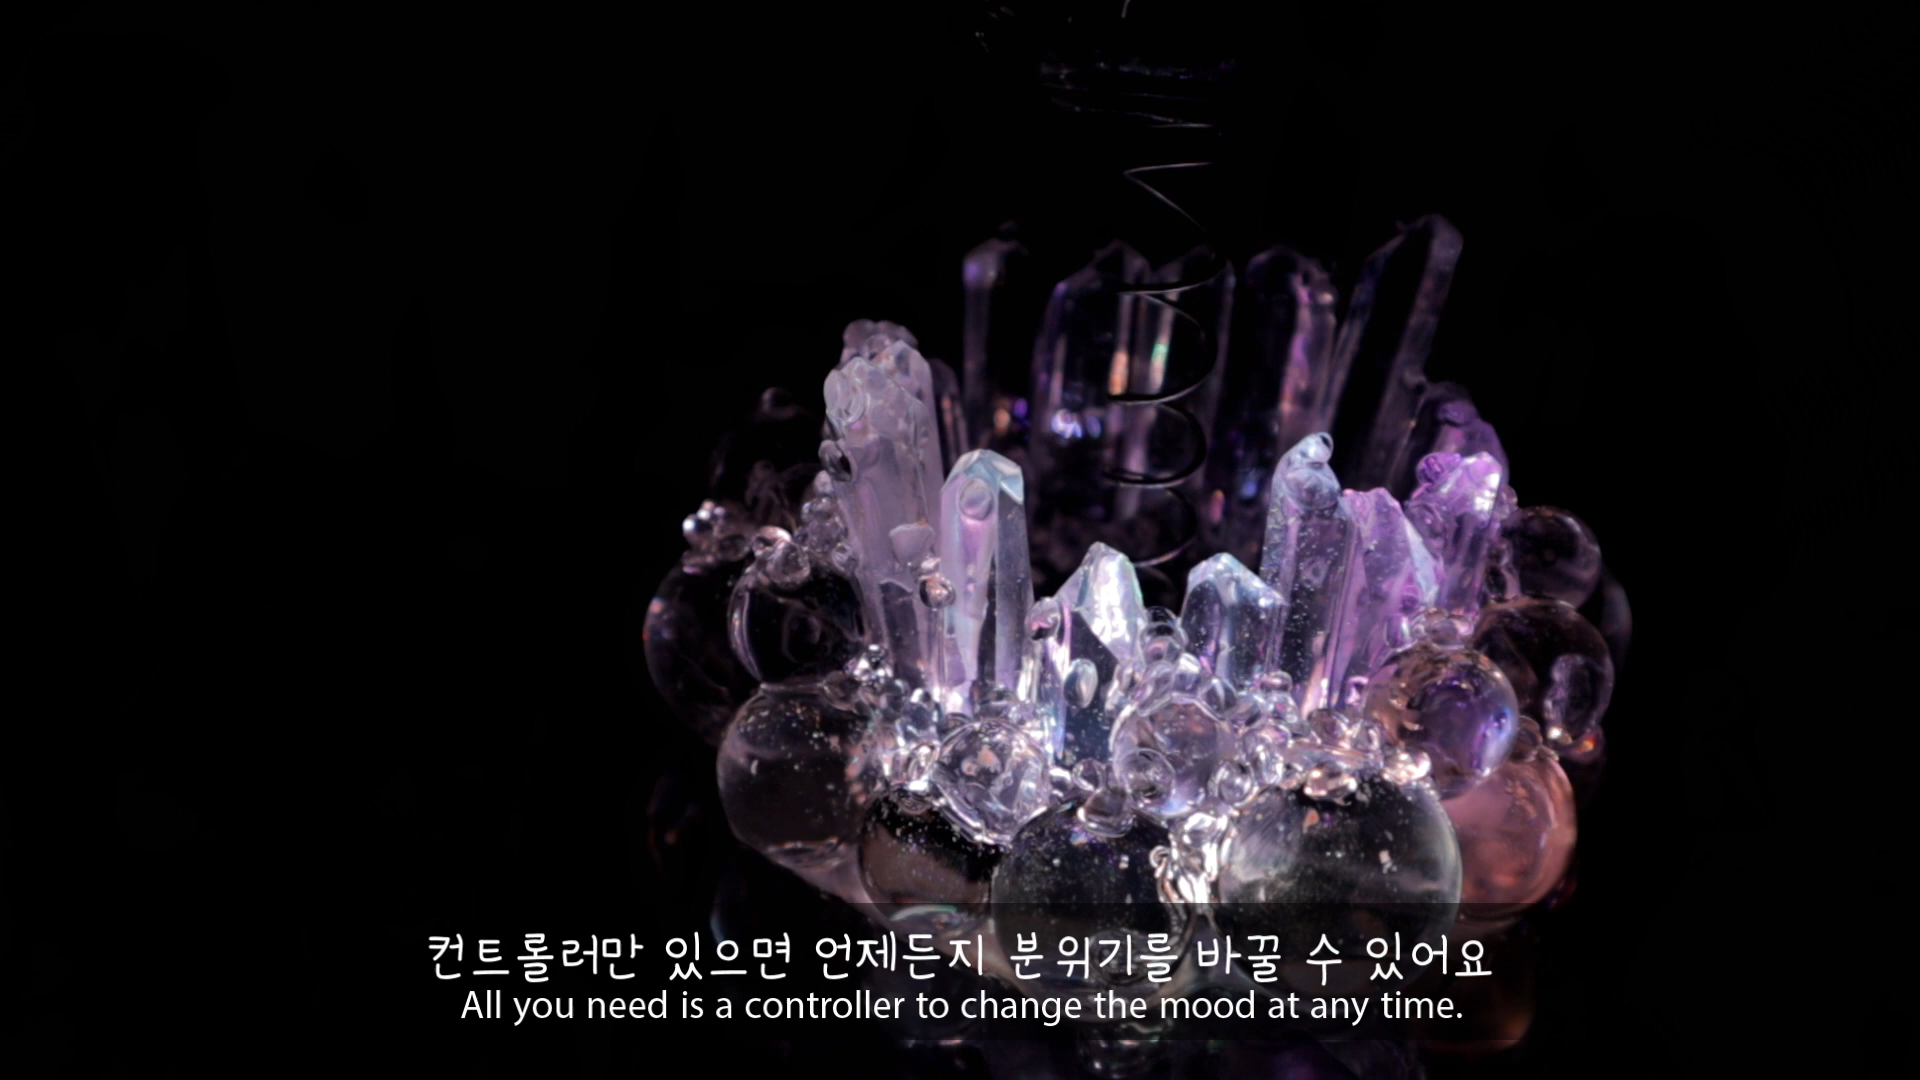 컨트롤러만 있으면 언제든지 분위기를 바꿀 수 있어요
All you need is a controller to change the mood at any time.